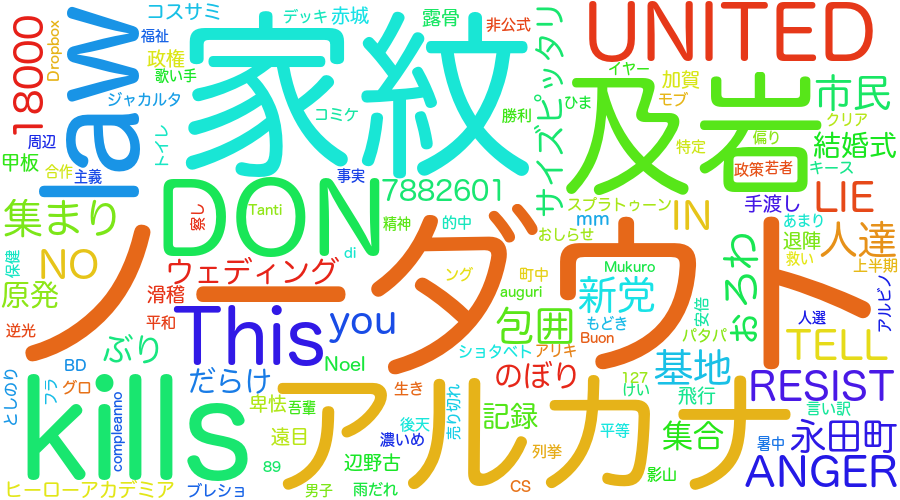 コスサミ
デッキ
赤城
露骨
非公式
サイズピッタリ
UNITED
18000
Dropbox
law
福祉
政権
歌い手
家紋
イヤー
加賀
市民
ジャカルタ
コミケ
勝利
ひま
及岩
モブ
クリア
周辺
トイレ
偏り
結婚式
甲板
合作
主義
事実
特定
政策
若者
キース
DON
7882601
スプラトゥーン
手渡し
LIE
集まり
戻し
Tanti
精神
的中
mm
IN
あまり
退陣
人達
おしらせ
おろわ
救い
上半期
保健
NO
ウェディング
di
ング
町中
Mukuro
新党
原発
滑稽
auguri
安倍
人選
アルビノ
ノーダウト
逆光
平和
This
you
包囲
もどき
パタパ
TELL
ぶり
Noel
ショタベト
アリキ
Buon
基地
BD
としのり
フラ
グロ
compleanno
だらけ
のぼり
127
けい
飛行
RESIST
kills
卑怯
吾輩
アルカナ
生き
後天
売り切れ
記録
言い訳
遠目
濃いめ
平等
集合
永田町
89
辺野古
列挙
暑中
ANGER
ヒーローアカデミア
ブレショ
男子
雨だれ
CS
影山